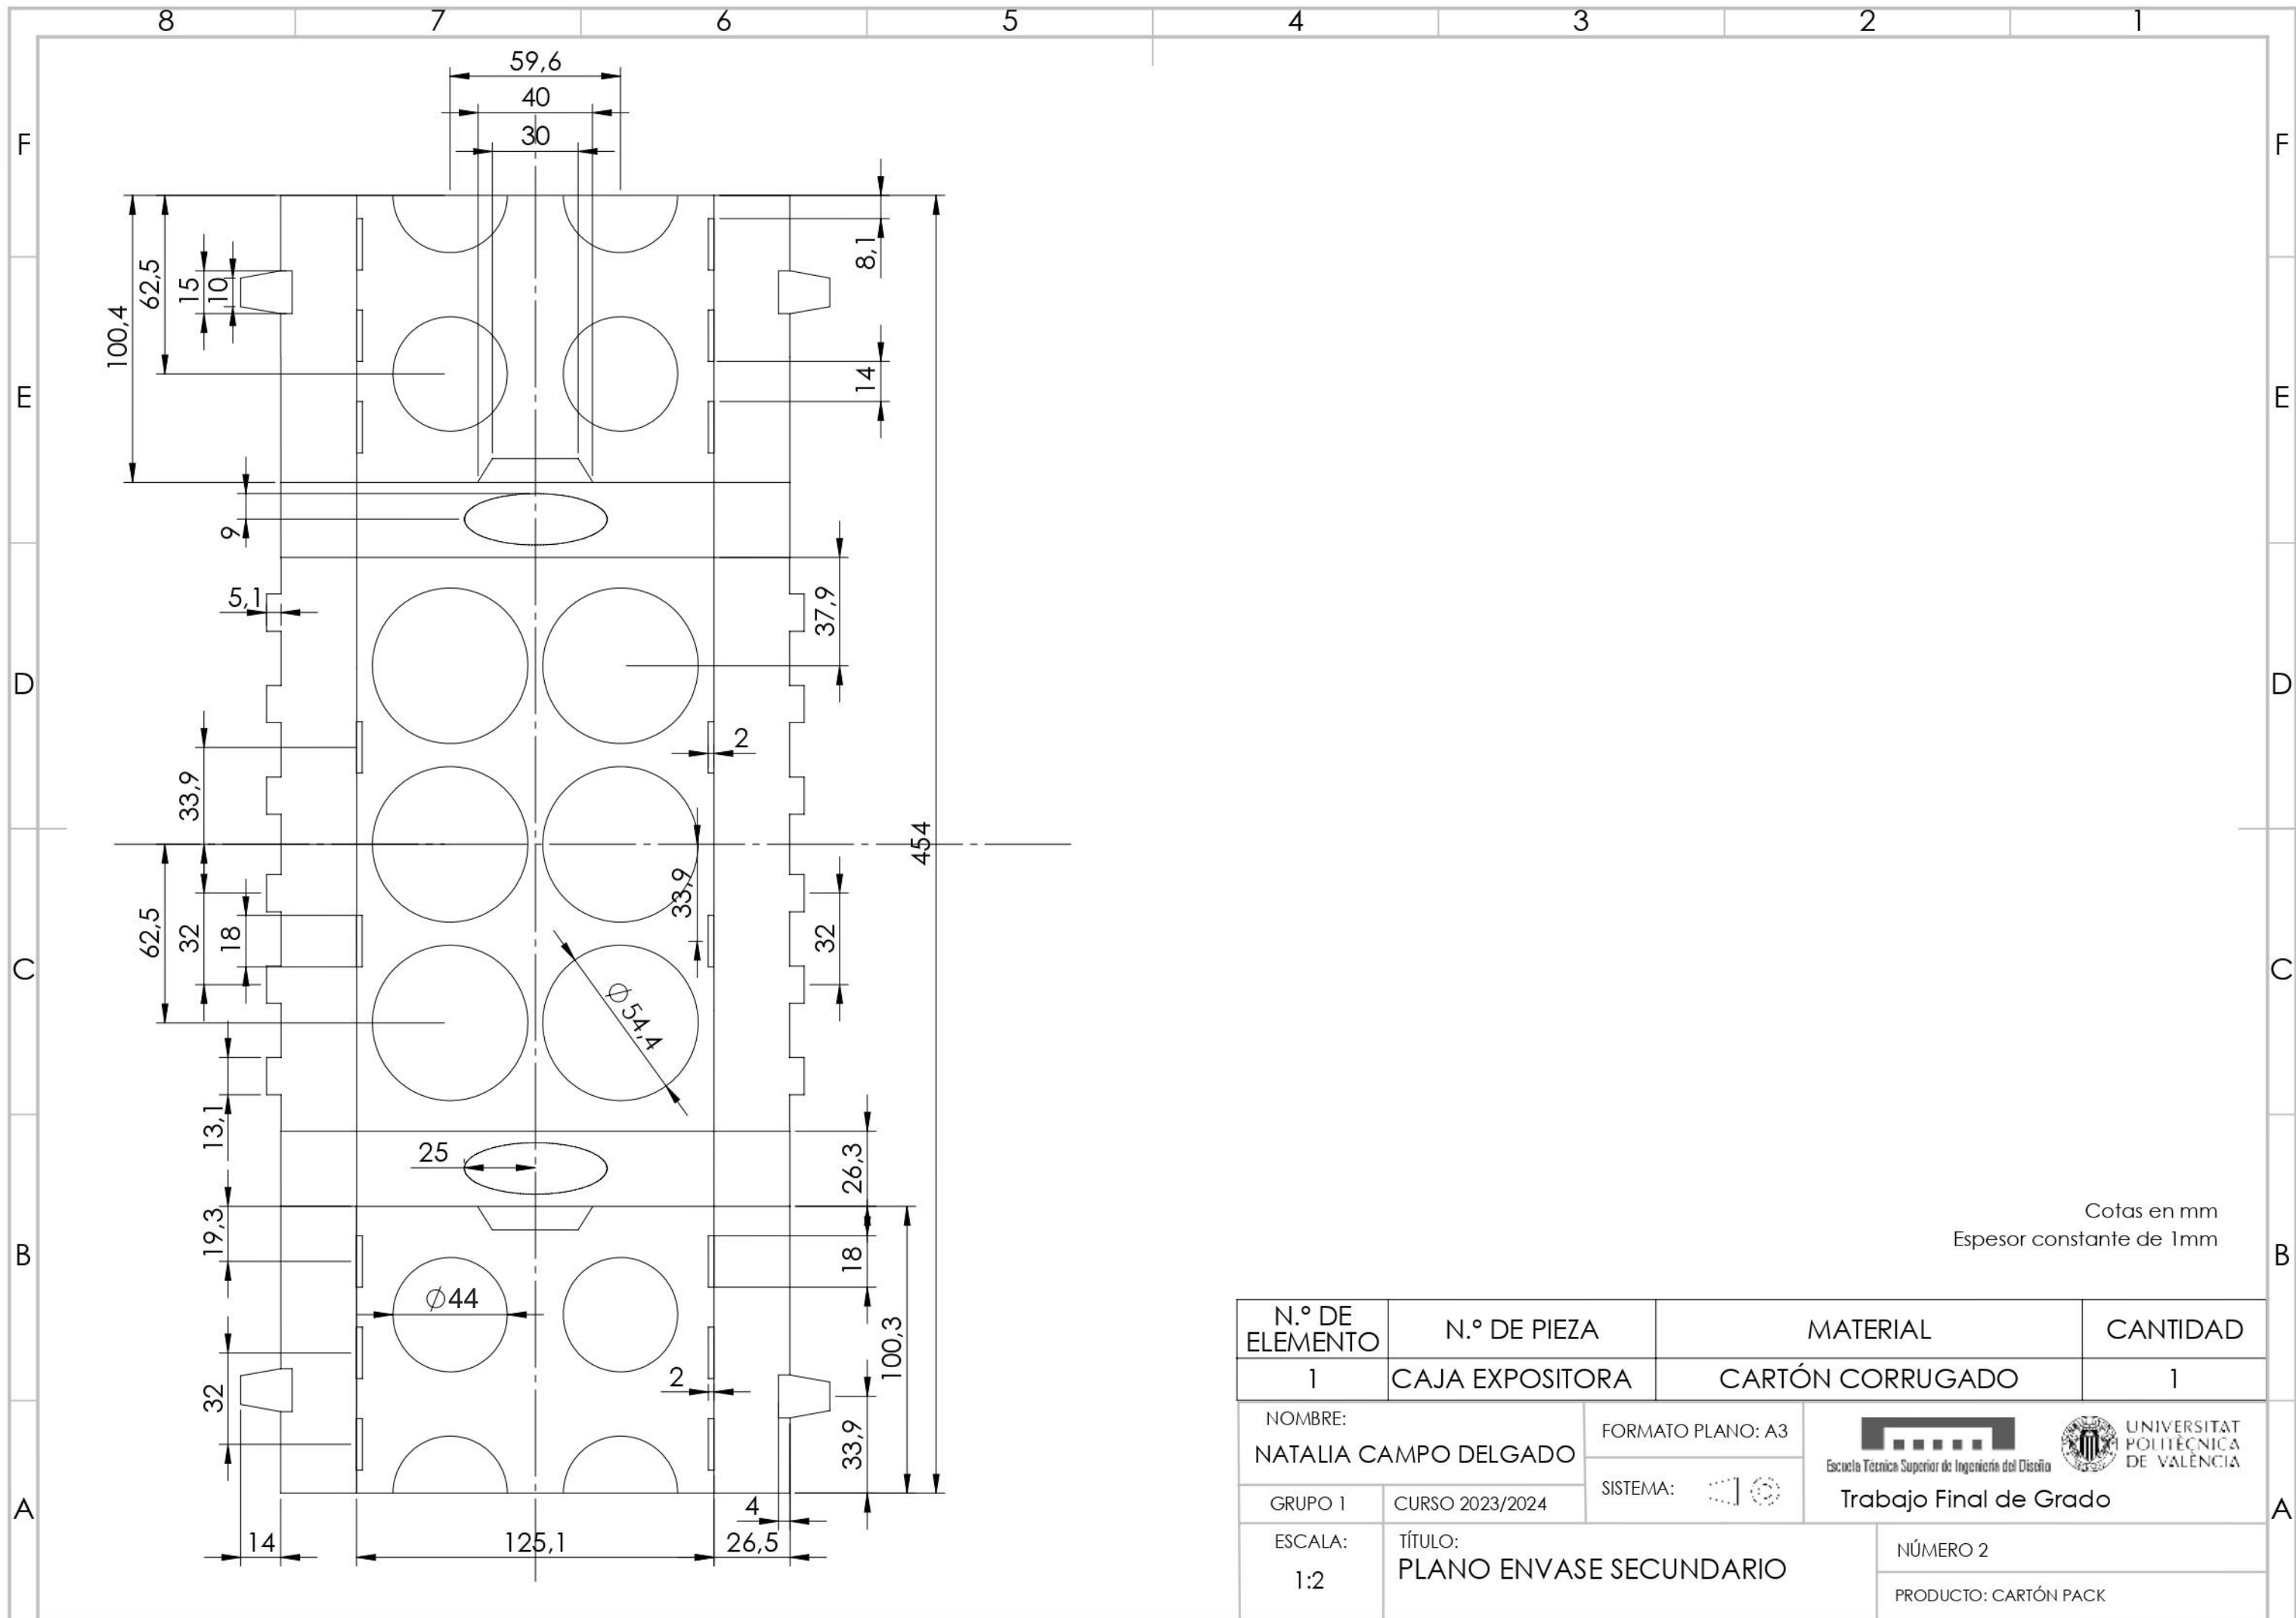 8 7 6 5 4 3 2 1
59,6
40
30
F F
8,1
62,5
15
10
100,4
14
E E
9
37,9
5,1
D D
2
33,9
454
33,9
62,5
32
18
32
C C
Ø54,4
13,1
25
26,3
Cotas en mm
Espesor constante de 1mm
19,3
18
B B
Ø44
100,3
2
32
33,9
4
A A
14
125,1
26,5
N.º DE ELEMENTO N.º DE PIEZA MATERIAL CANTIDAD
1 CAJA EXPOSITORA CARTÓN CORRUGADO 1
NOMBRE:
NATALIA CAMPO DELGADO
FORMATO PLANO: A3
SISTEMA:
GRUPO 1
CURSO 2023/2024
Escuela Técnica Superior de Ingeniería del Diseño
UNIVERSITAT
POLITÈCNICA
DE VALÈNCIA
Trabajo Final de Grado
ESCALA:
1:2
TÍTULO:
PLANO ENVASE SECUNDARIO
NÚMERO 2
PRODUCTO: CARTÓN PACK